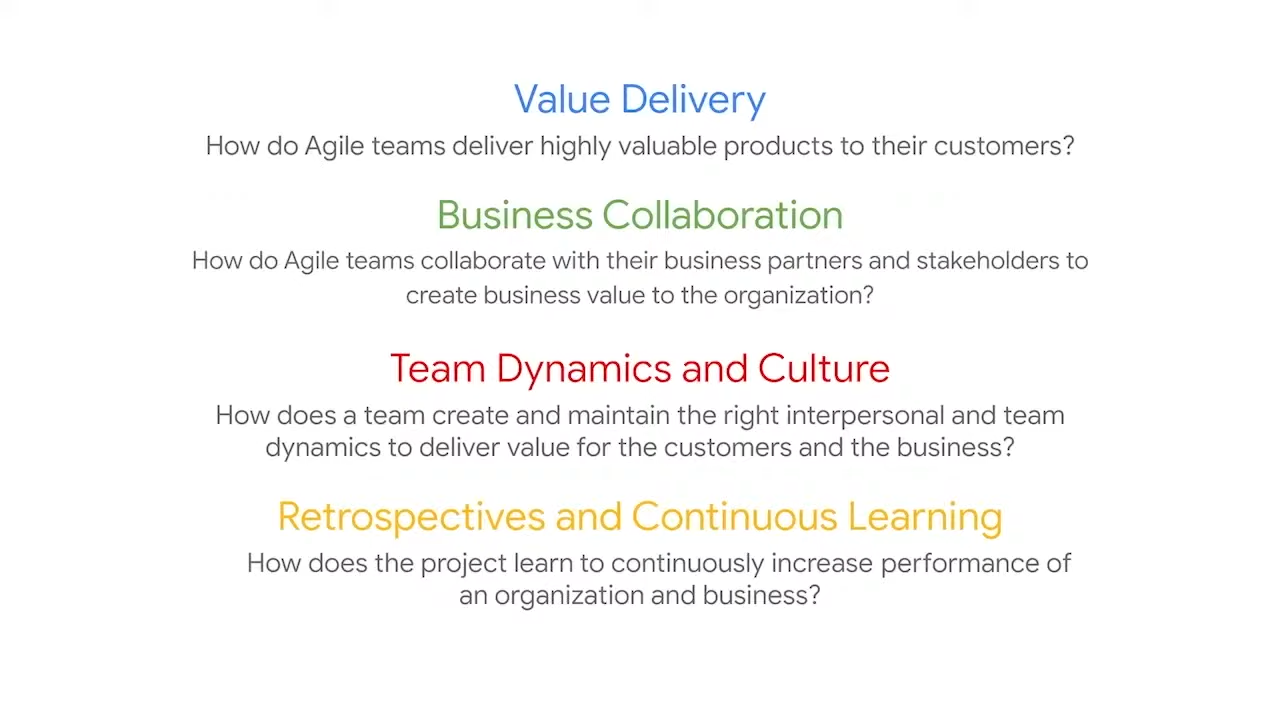 Value Delivery
How do Agile teams deliver highly valuable products to their customers?
Business Collaboration
How do Agile teams collaborate with their business partners and stakeholders to
create business value to the organization?
Team Dynamics and Culture
How does a team create and maintain the right interpersonal and team
dynamics to deliver value for the customers and the business?
Retrospectives and Continuous Learning
How does the project learn to continuously increase performance of
an organization and business?